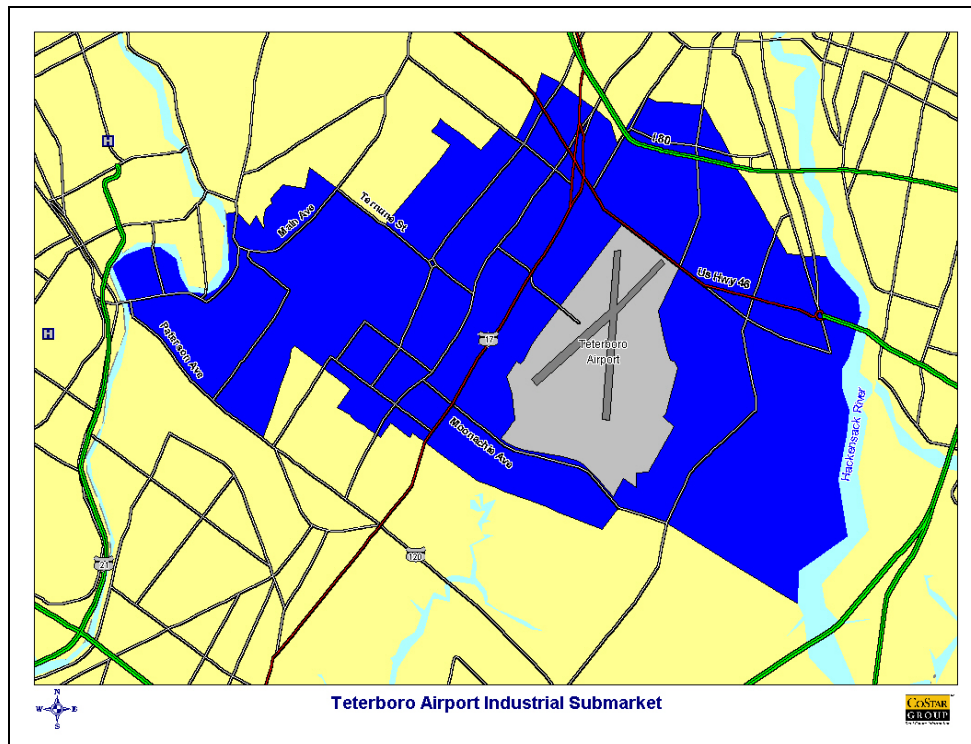 I 80
H
Main Ave
Ternune St
Us Hwy 46
H
17
Teterboro
Airport
Paterson Ave
Moonachie Ave
Hackensack River
120
21
N
W E
S
Teterboro Airport Industrial Submarket
COSTAR
GROUP